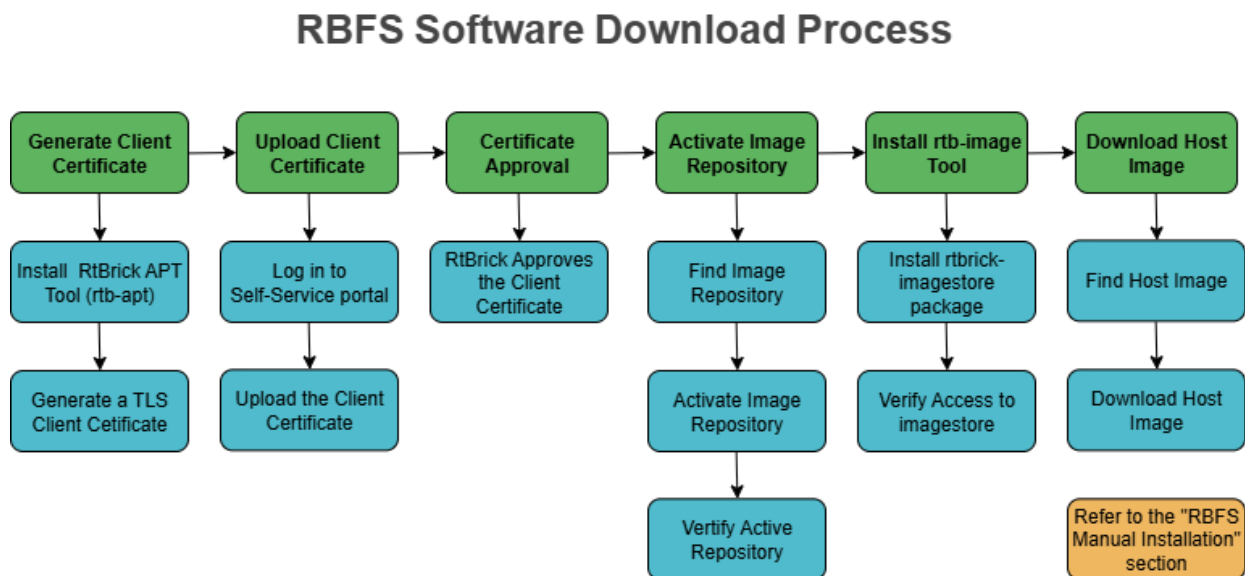 RBFS Software Download Process
Generate Client
Certificate
Upload Client
Certificate
Certificate
Approval
Activate Image
Repository
Install rtb-image
Tool
Download Host
Image
Install RtBrick APT
Tool (rtb-apt)
Log in to
Self-Service portal
RtBrick Approves
the Client
Certificate
Find Image
Repository
Install rtbrick-
imagestore
package
Find Host Image
Generate a TLS
Client Cetificate
Upload the Client
Certificate
Activate Image
Repository
Verify Access to
imagestore
Download Host
Image
Vertify Active
Repository
Refer to the "RBFS
Manual Installation"
section